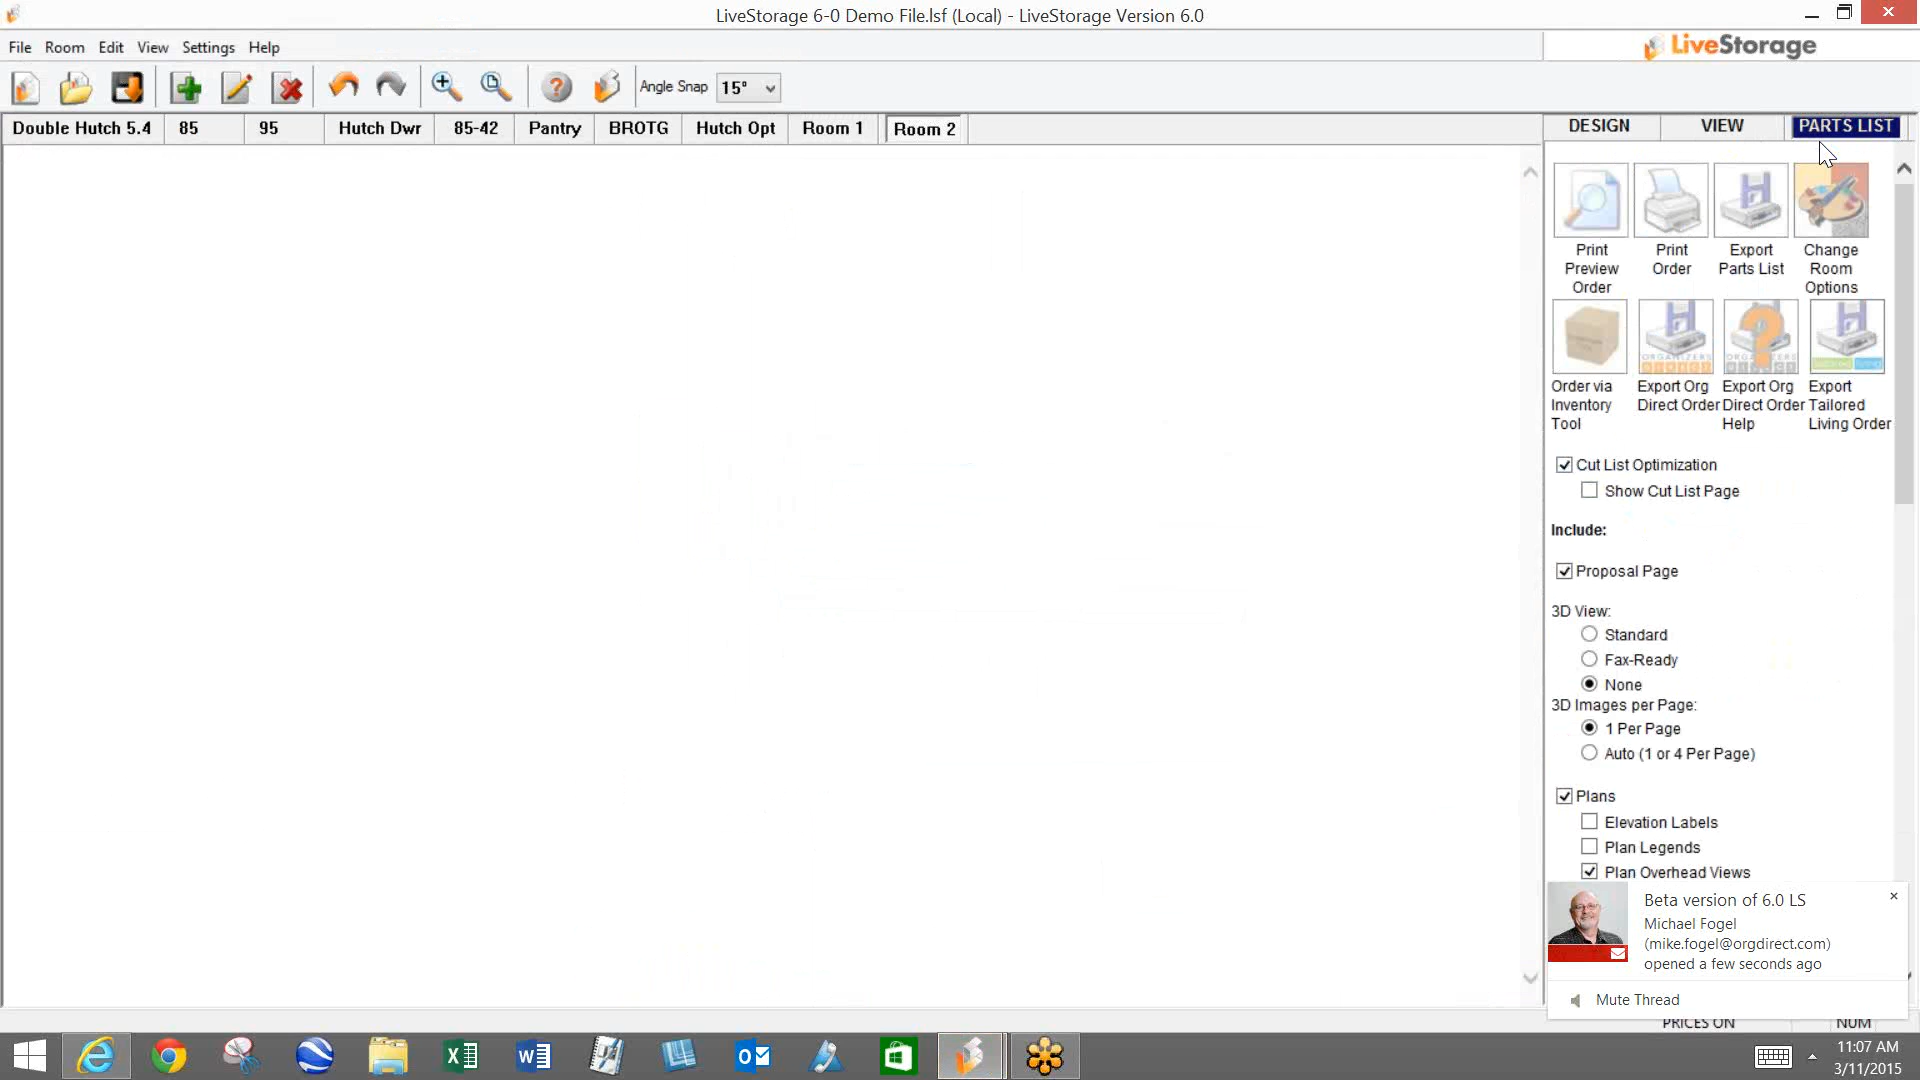 LiveStorage 6-0 Demo File.lsf (Local) - LiveStorage Version 6.0
File Room Edit View Settings Help
LiveStorage
Angle Snap 15°
Double Hutch 5.4 85 95 Hutch Dwr 85-42 Pantry BROTG Hutch Opt Room 1 Room 2
DESIGN VIEW PARTS LIST
Print Preview Order
Print Order
Export Parts List
Change Room Options
Order via Inventory Tool
Export Org Direct Order
Export Org Direct Order Help
Export Tailored Living Order
Cut List Optimization
Show Cut List Page
Include:
Proposal Page
3D View:
Standard
Fax-Ready
None
3D Images per Page:
1 Per Page
Auto (1 or 4 Per Page)
Plans
Elevation Labels
Plan Legends
Plan Overhead Views
Beta version of 6.0 LS
Michael Fogel
(mike.fogel@orgdirect.com)
opened a few seconds ago
Mute Thread
PRICES ON NUM
11:07 AM
3/11/2015